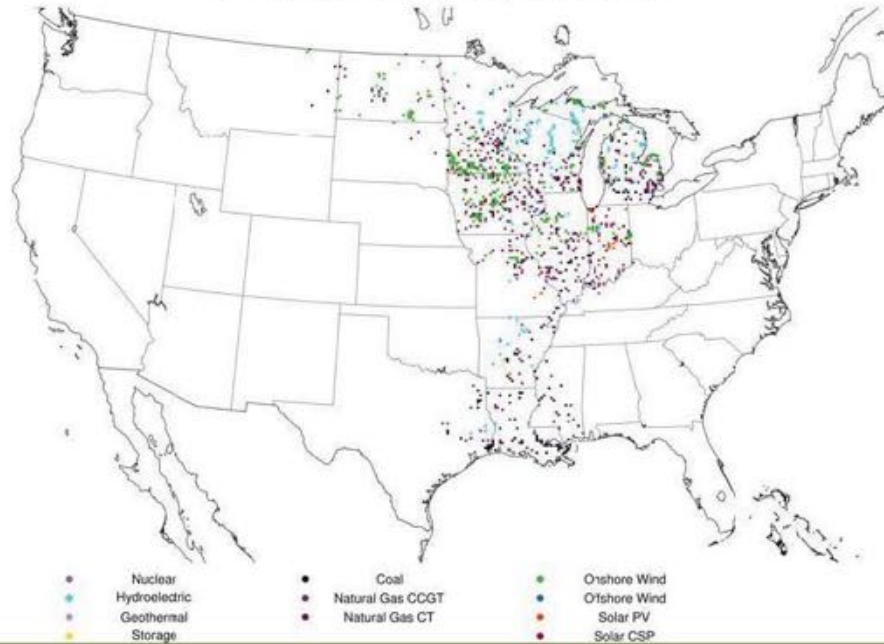 Nuclear
Hydroelectric
Geothermal
Storage
Coal
Natural Gas CCGT
Natural Gas CT
Onshore Wind
Offshore Wind
Solar PV
Solar CSP